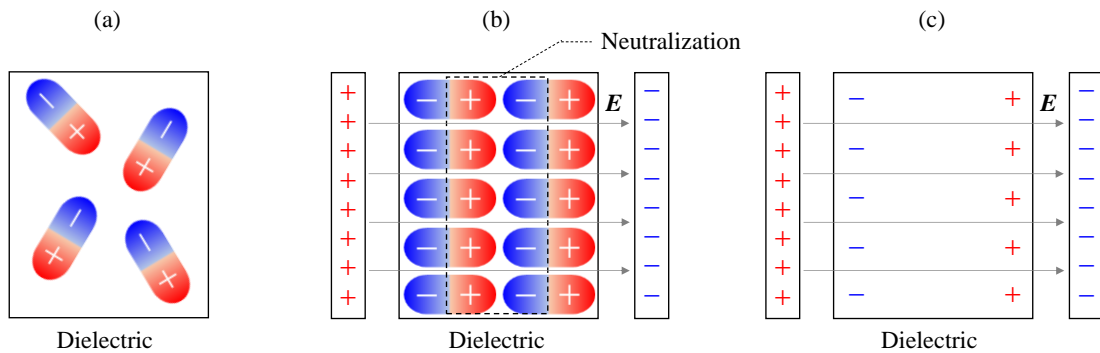 (a)
(b)
(c)
Neutralization
E
E
Dielectric
Dielectric
Dielectric